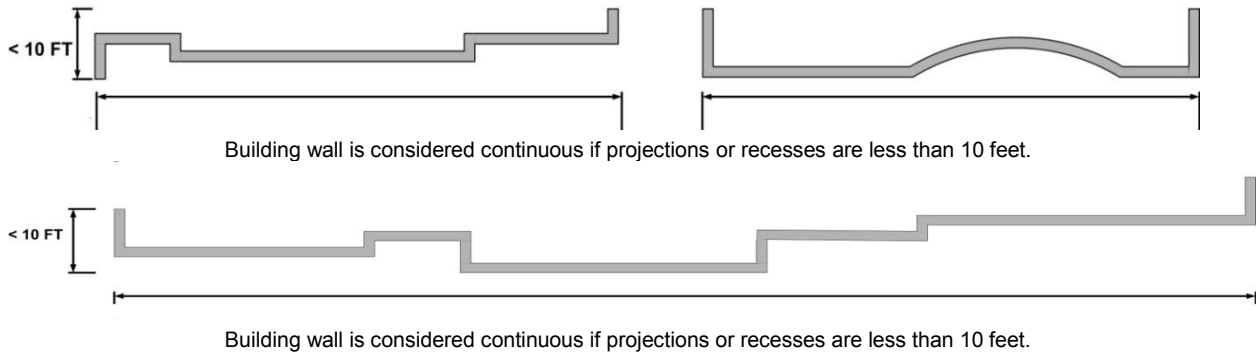 < 10 FT
Building wall is considered continuous if projections or recesses are less than 10 feet.
< 10 FT
Building wall is considered continuous if projections or recesses are less than 10 feet.